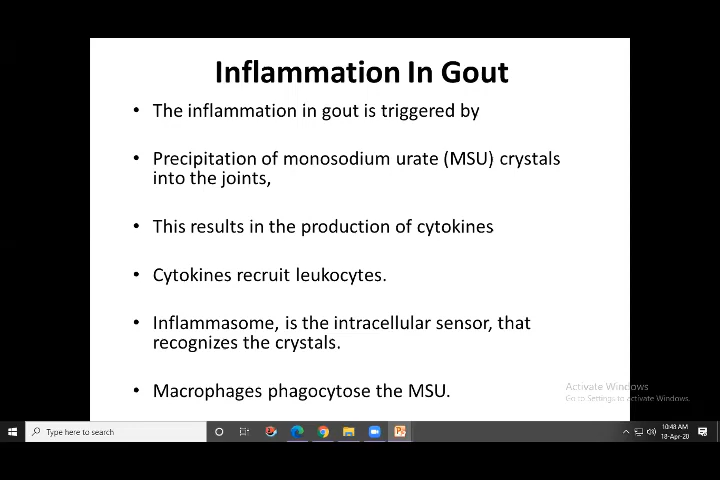 Inflammation In Gout
• The inflammation in gout is triggered by
• Precipitation of monosodium urate (MSU) crystals
into the joints,
• This results in the production of cytokines
• Cytokines recruit leukocytes.
• Inflammasome, is the intracellular sensor, that
recognizes the crystals.
• Macrophages phagocytose the MSU.
Activate Windows
Go to Settings to activate Windows.
Type here to search
10:48 AM
18-Apr-20